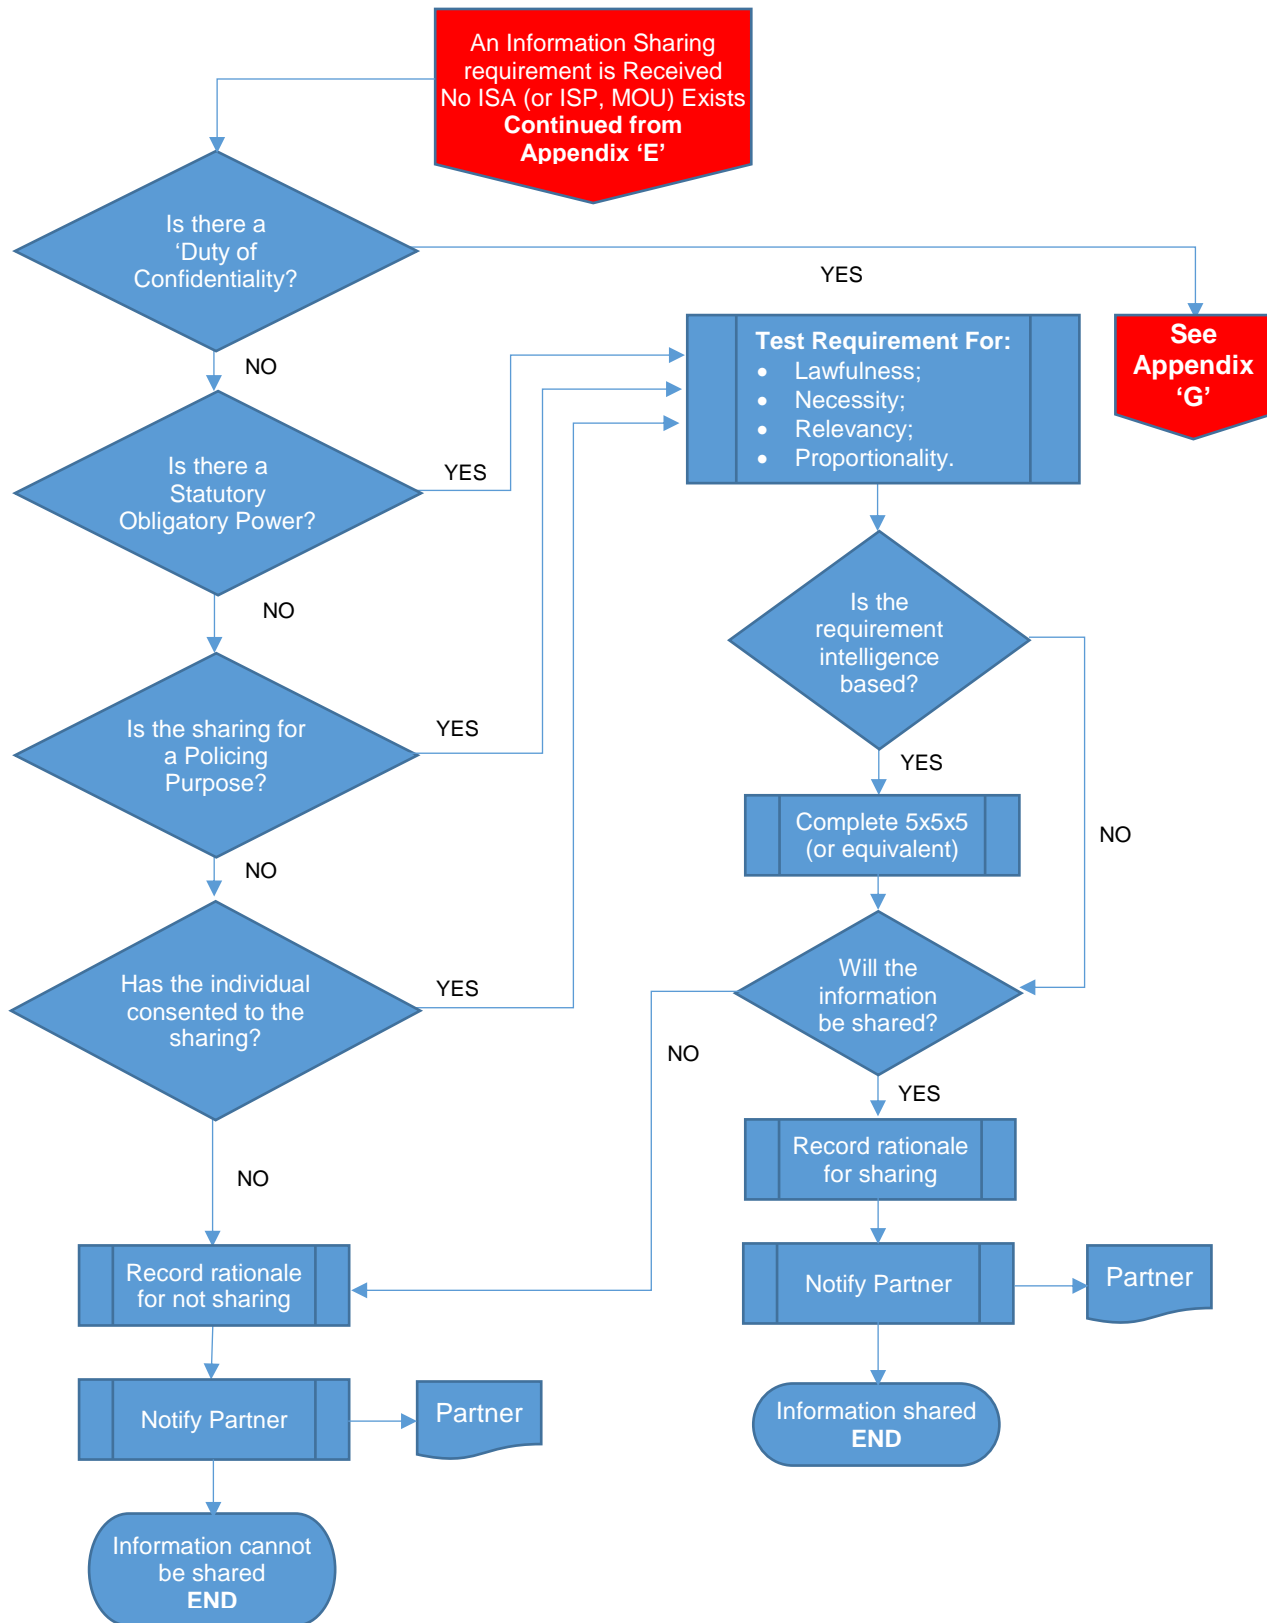 An Information Sharing
requirement is Received
No ISA (or ISP, MOU) Exists
Continued from
Appendix ‘E’
Is there a
‘Duty of
Confidentiality?
YES
NO
See
Appendix
‘G’
Test Requirement For:
• Lawfulness;
• Necessity;
• Relevancy;
• Proportionality.
Is there a
Statutory
Obligatory Power?
YES
NO
Is the
requirement
intelligence
based?
YES
NO
Is the sharing for
a Policing
Purpose?
YES
NO
Complete 5x5x5
(or equivalent)
Has the individual
consented to the
sharing?
YES
NO
Will the
information
be shared?
NO
YES
Record rationale
for sharing
Record rationale
for not sharing
Notify Partner
Partner
Notify Partner
Partner
Information shared
END
Information cannot
be shared
END